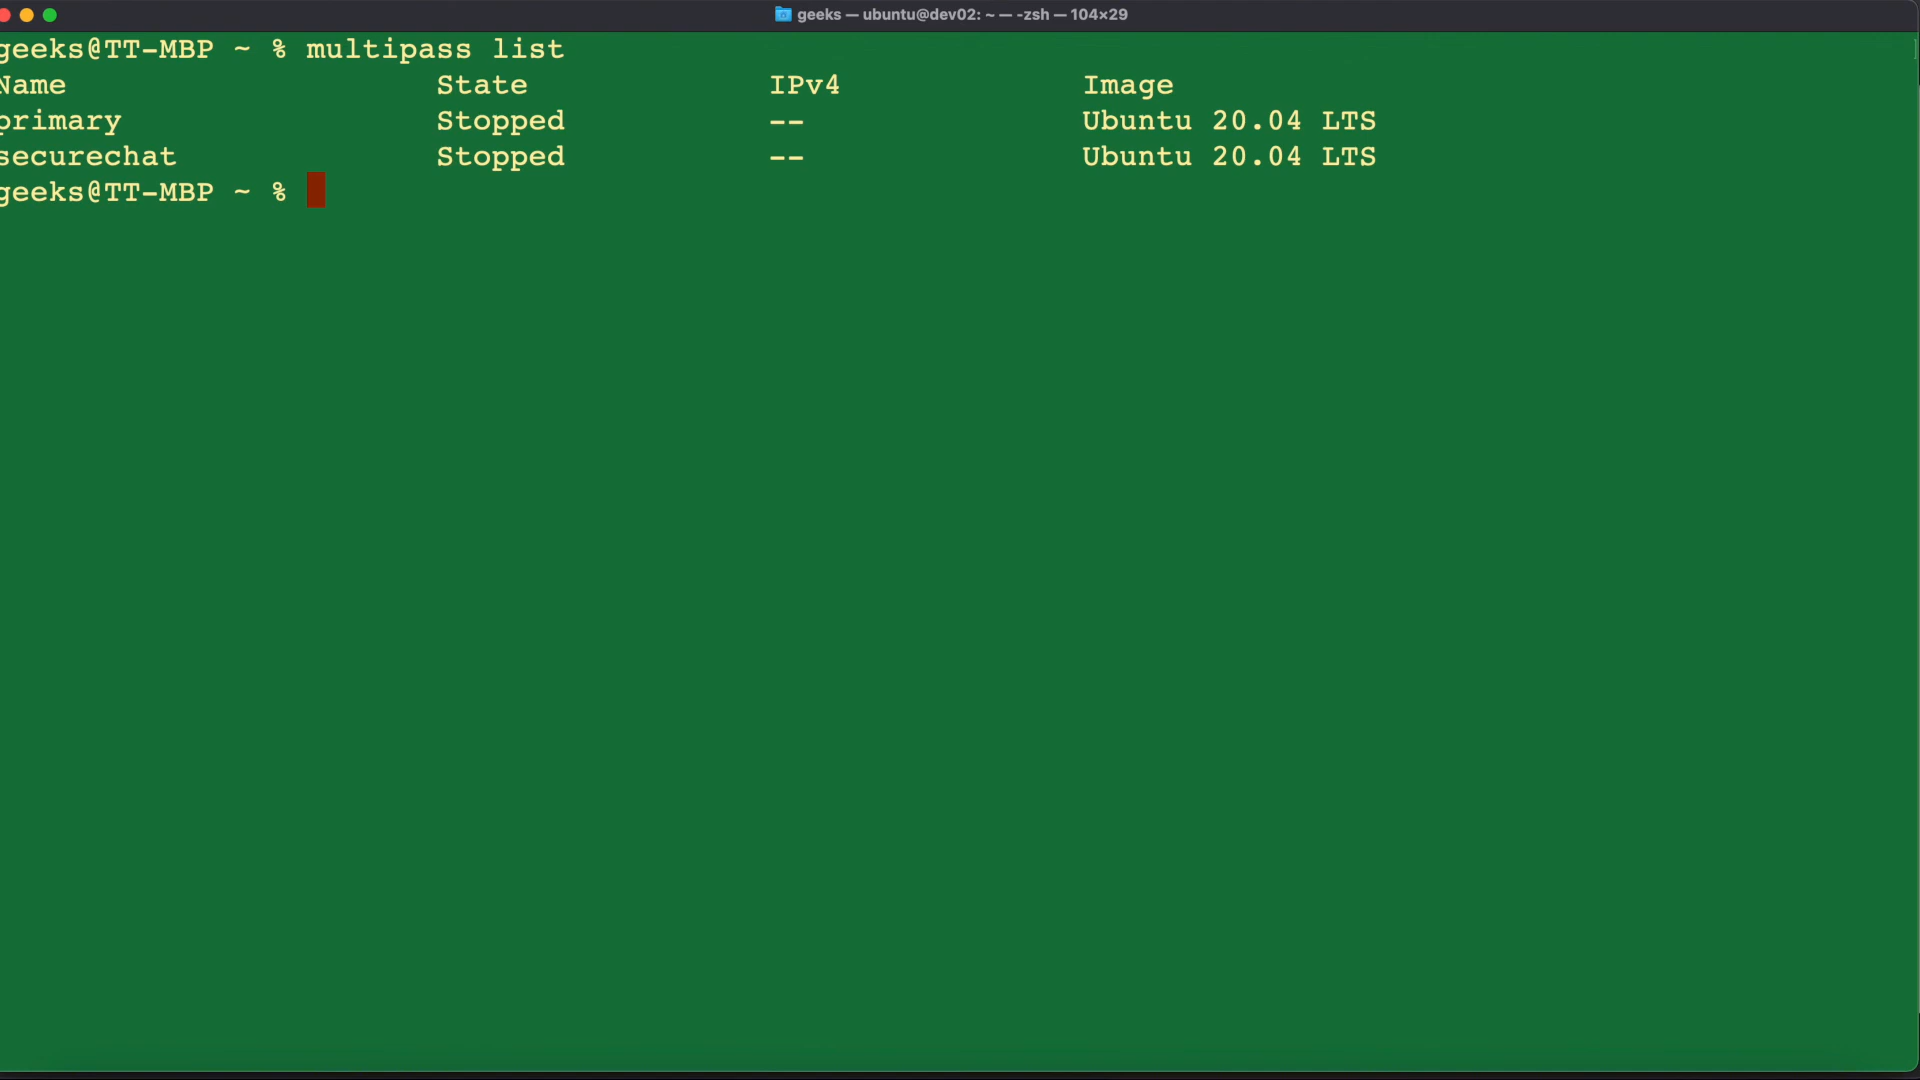 geeks — ubuntu@dev02: ~ — -zsh — 104×29
geeks@TT-MBP ~ % multipass list
Name State IPv4 Image
primary Stopped -- Ubuntu 20.04 LTS
securechat Stopped -- Ubuntu 20.04 LTS
geeks@TT-MBP ~ %